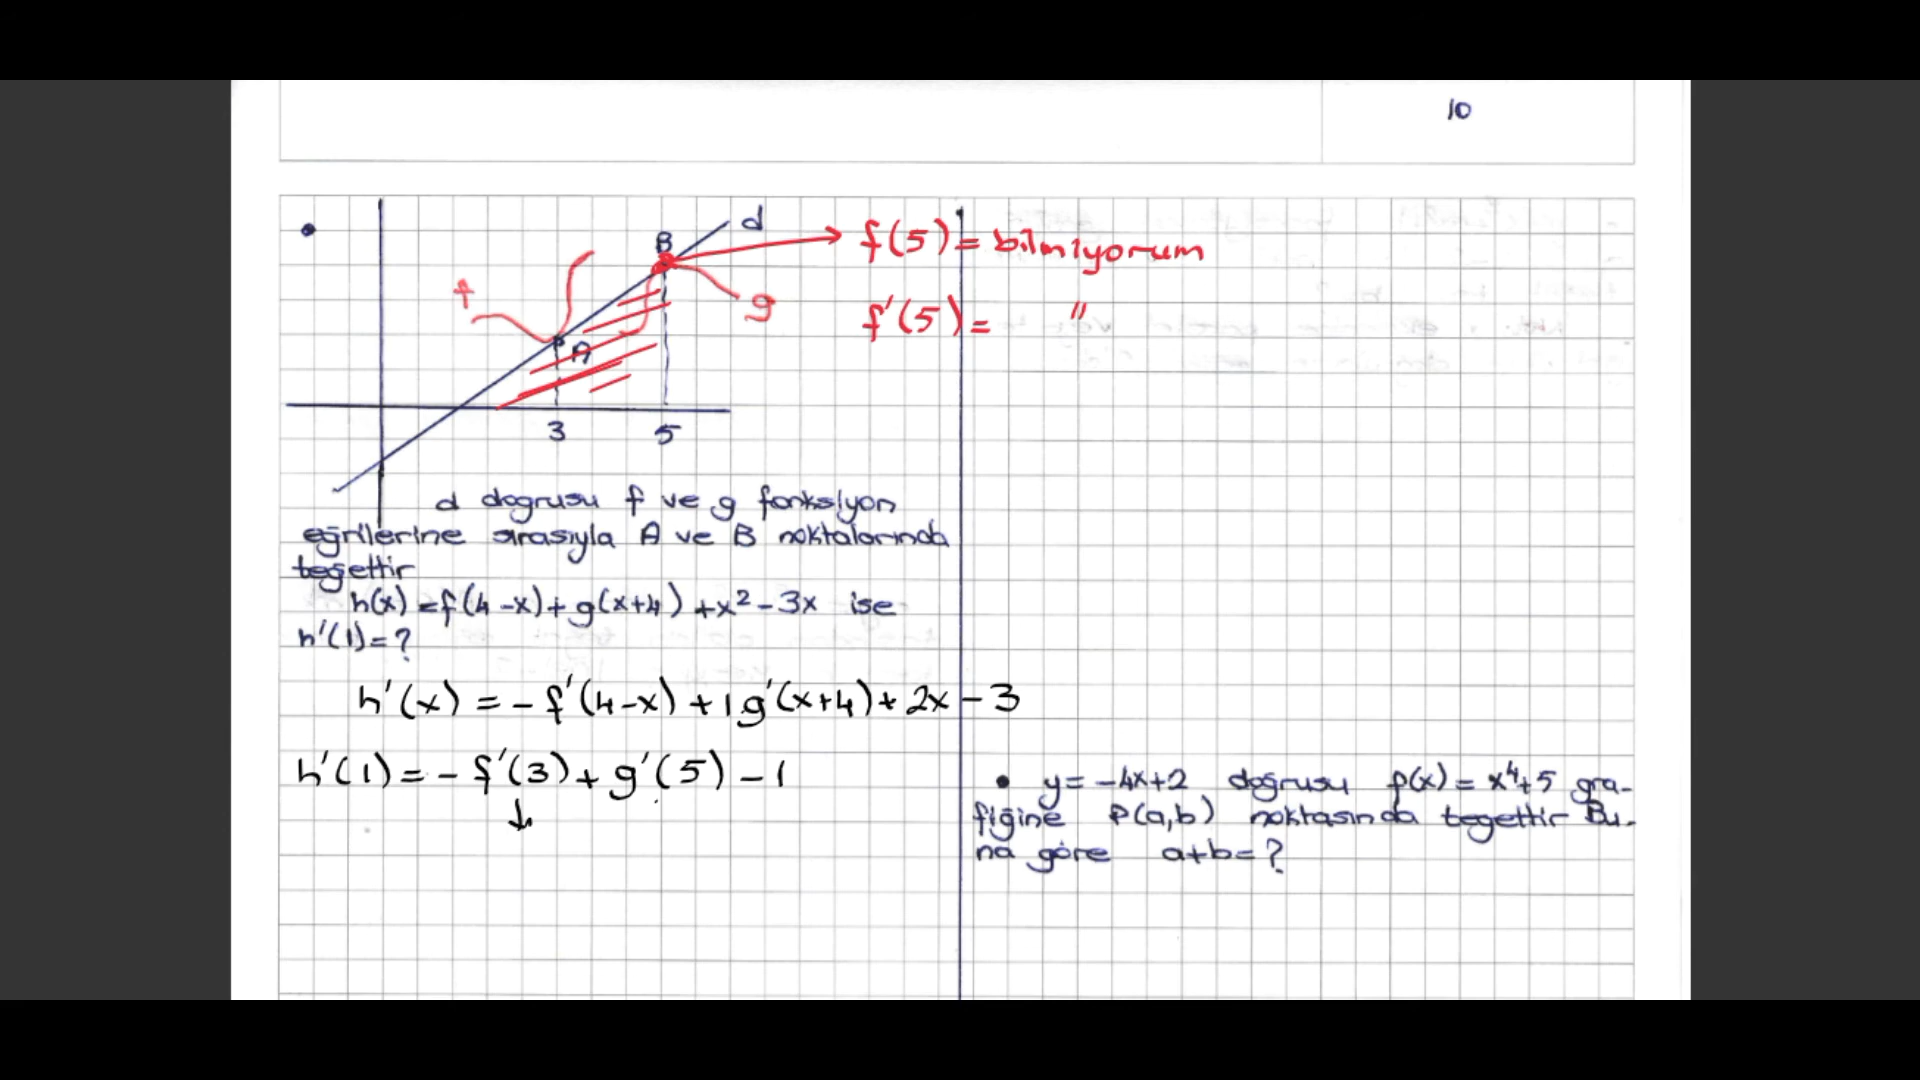 10
d
B
f(5) = bilmiyorum
f
g
f'(5) = "
A
3 5
d doğrusu f ve g fonksiyon
eğrilerine sırasıyla A ve B noktalarında
teğettir
h(x) = f(4-x) + g(x+4) + x² - 3x ise
h'(1) = ?
h'(x) = - f'(4-x) + 1g'(x+4) + 2x - 3
h'(1) = - f'(3) + g'(5) - 1
• y = -4x+2 doğrusu f(x) = x⁴+5 gra-
fiğine P(a,b) noktasında teğettir Bu-
na göre a+b = ?